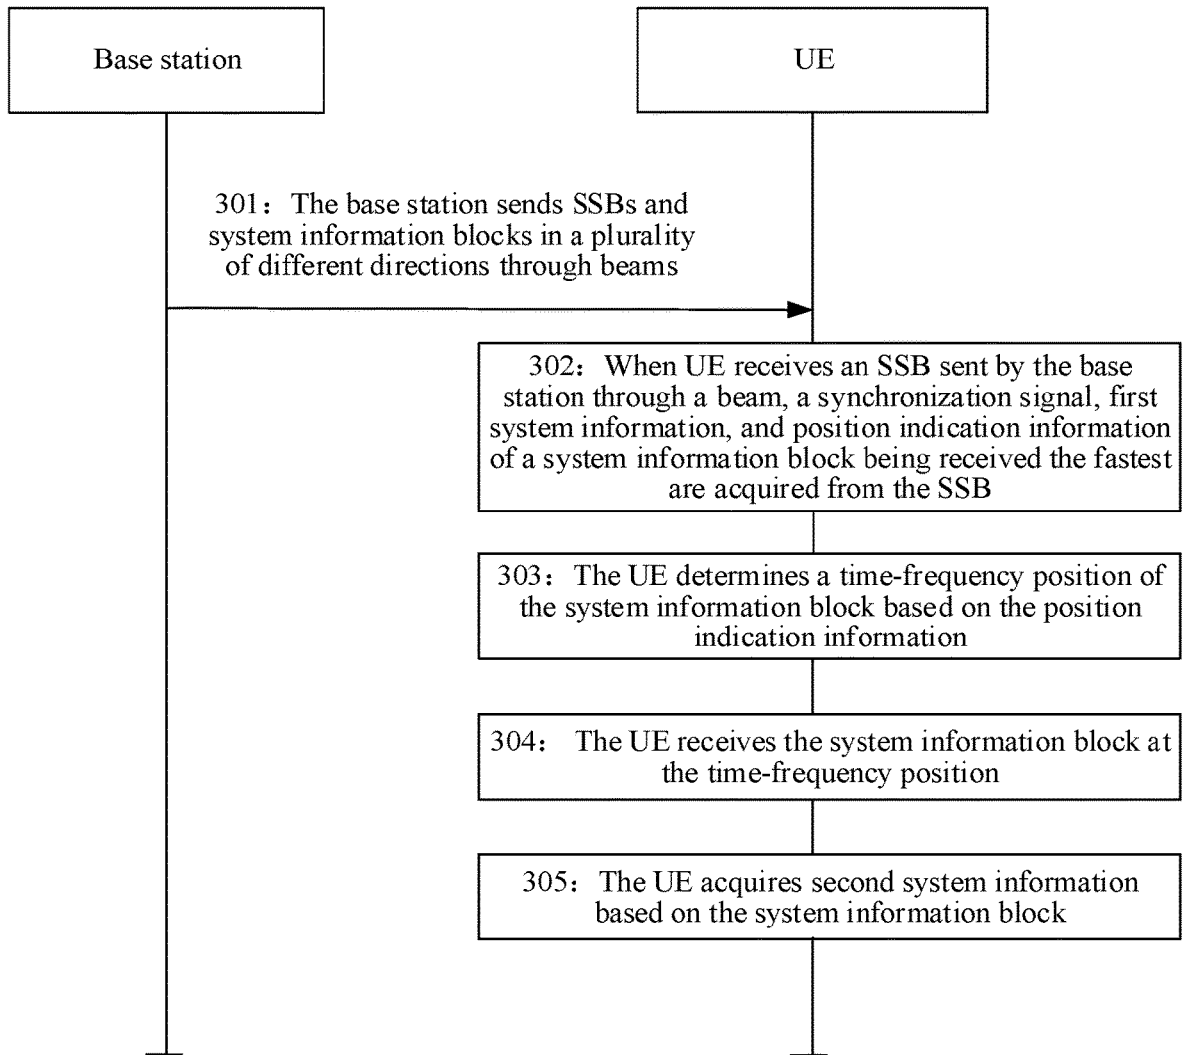 Base station
UE
301： The base station sends SSBs and
system information blocks in a plurality
of different directions through beams
302： When UE receives an SSB sent by the base
station through a beam, a synchronization signal, first
system information, and position indication information
of a system information block being received the fastest
are acquired from the SSB
303： The UE determines a time-frequency position of
the system information block based on the position
indication information
304： The UE receives the system information block at
the time-frequency position
305： The UE acquires second system information
based on the system information block